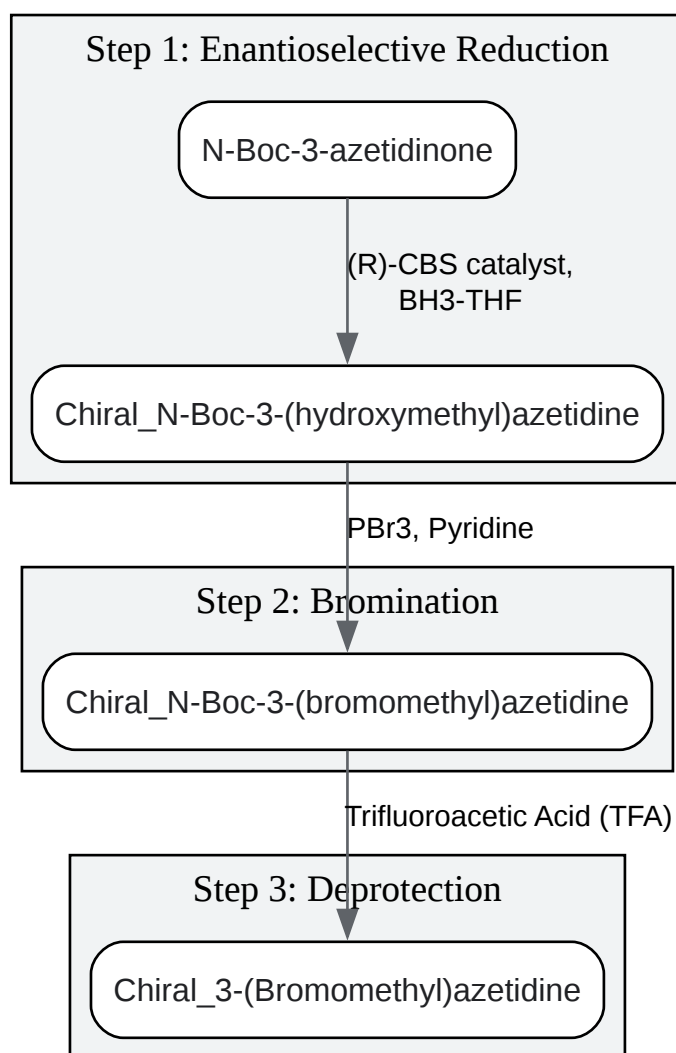 Step 1: Enantioselective Reduction
N-Boc-3-azetidinone
(R)-CBS catalyst,
BH3-THF
Chiral_N-Boc-3-(hydroxymethyl)azetidine
PBr3, Pyridine
Step 2: Bromination
Chiral_N-Boc-3-(bromomethyl)azetidine
Trifluoroacetic Acid (TFA)
Step 3: Deprotection
Chiral_3-(Bromomethyl)azetidine